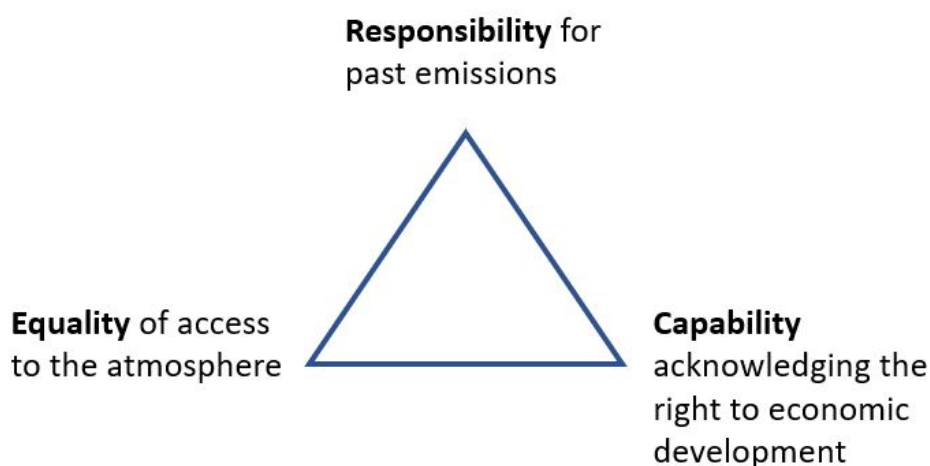 Responsibility for
past emissions
Equality of access
to the atmosphere
Capability
acknowledging the
right to economic
development